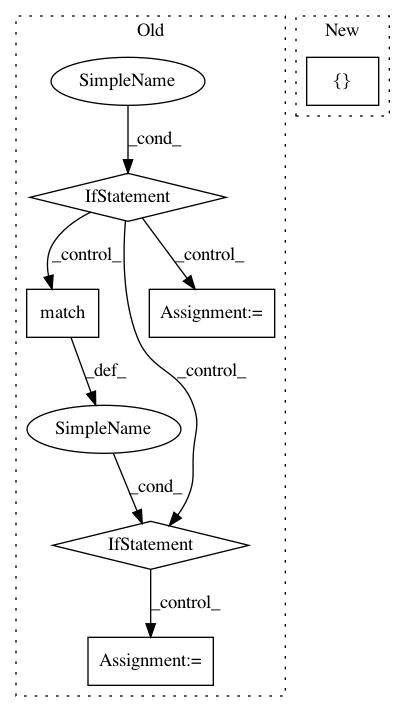 Old
New
SimpleName
{}
_cond_
IfStatement
_control_
_control_
match
Assignment:=
_def_
_control_
SimpleName
_cond_
IfStatement
_control_
Assignment:=